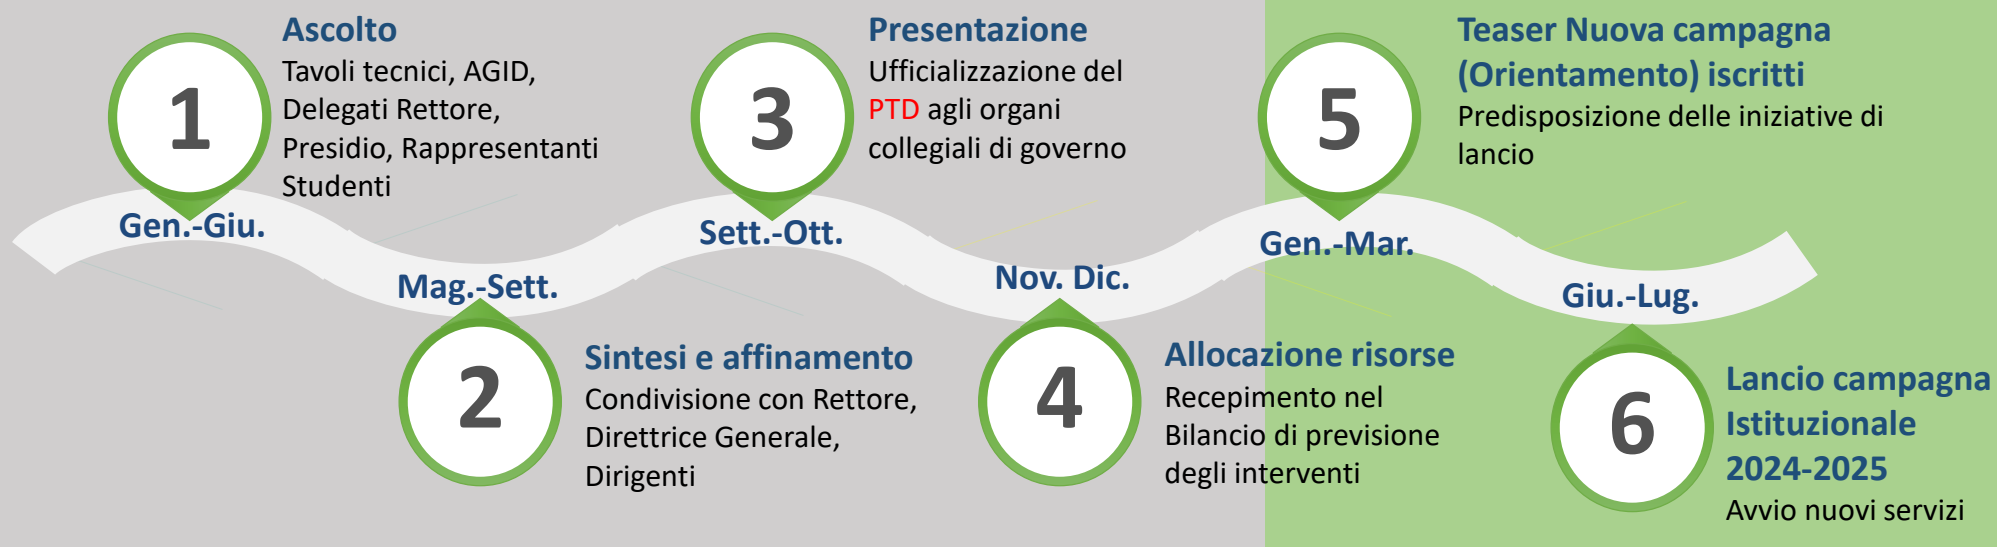 1
Ascolto
Tavoli tecnici, AGID,
Delegati Rettore,
Presidio, Rappresentanti
Studenti
Gen.-Giu.
Mag.-Sett.
2
Sintesi e affinamento
Condivisione con Rettore,
Direttrice Generale,
Dirigenti
3
Presentazione
Ufficializzazione del
PTD agli organi
collegiali di governo
Sett.-Ott.
Nov. Dic.
4
Allocazione risorse
Recepimento nel
Bilancio di previsione
degli interventi
5
Teaser Nuova campagna
(Orientamento) iscritti
Predisposizione delle iniziative di
lancio
Gen.-Mar.
Giu.-Lug.
6
Lancio campagna
Istituzionale
2024-2025
Avvio nuovi servizi